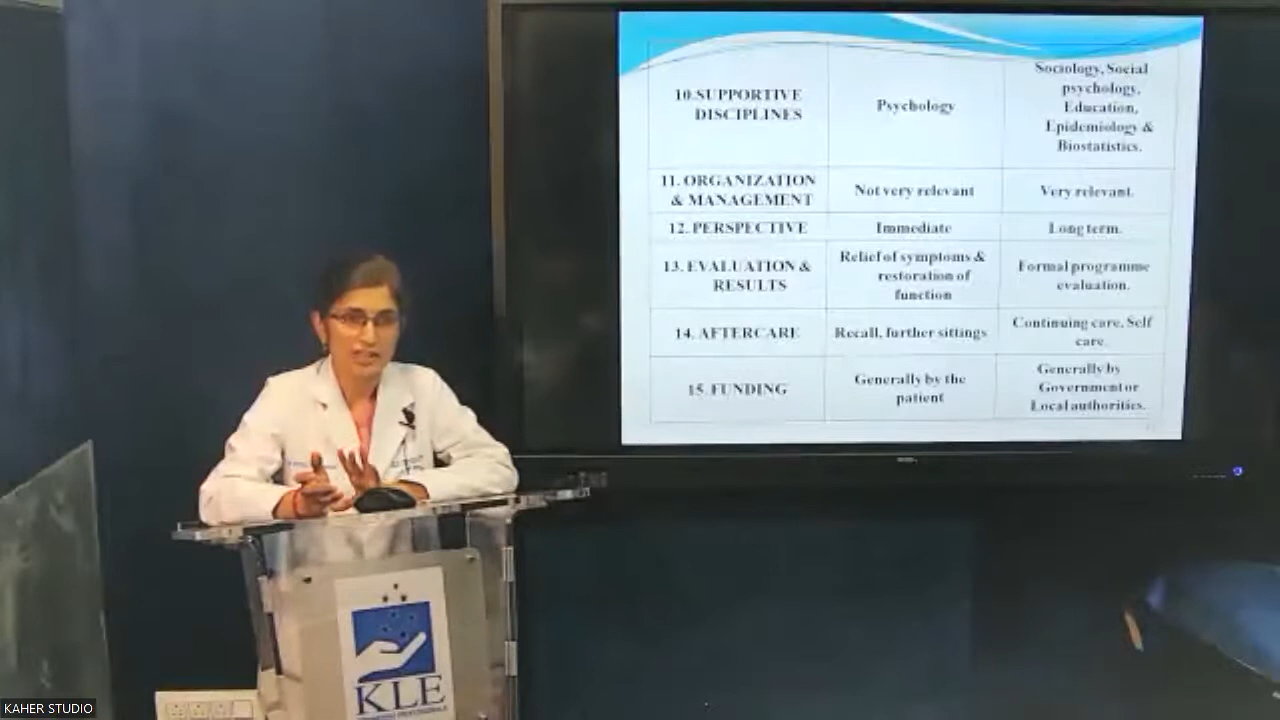 10.SUPPORTIVE
DISCIPLINES
Psychology
Sociology, Social
psychology,
Education,
Epidemiology &
Biostatistics.
11. ORGANIZATION
& MANAGEMENT
Not very relevant
Very relevant.
12. PERSPECTIVE
Immediate
Long term.
13. EVALUATION &
RESULTS
Relief of symptoms &
restoration of
function
Formal programme
evaluation.
14. AFTERCARE
Recall, further sittings
Continuing care, Self
care.
15. FUNDING
Generally by the
patient
Generally by
Government or
Local authorities.
KLE
KAHER STUDIO